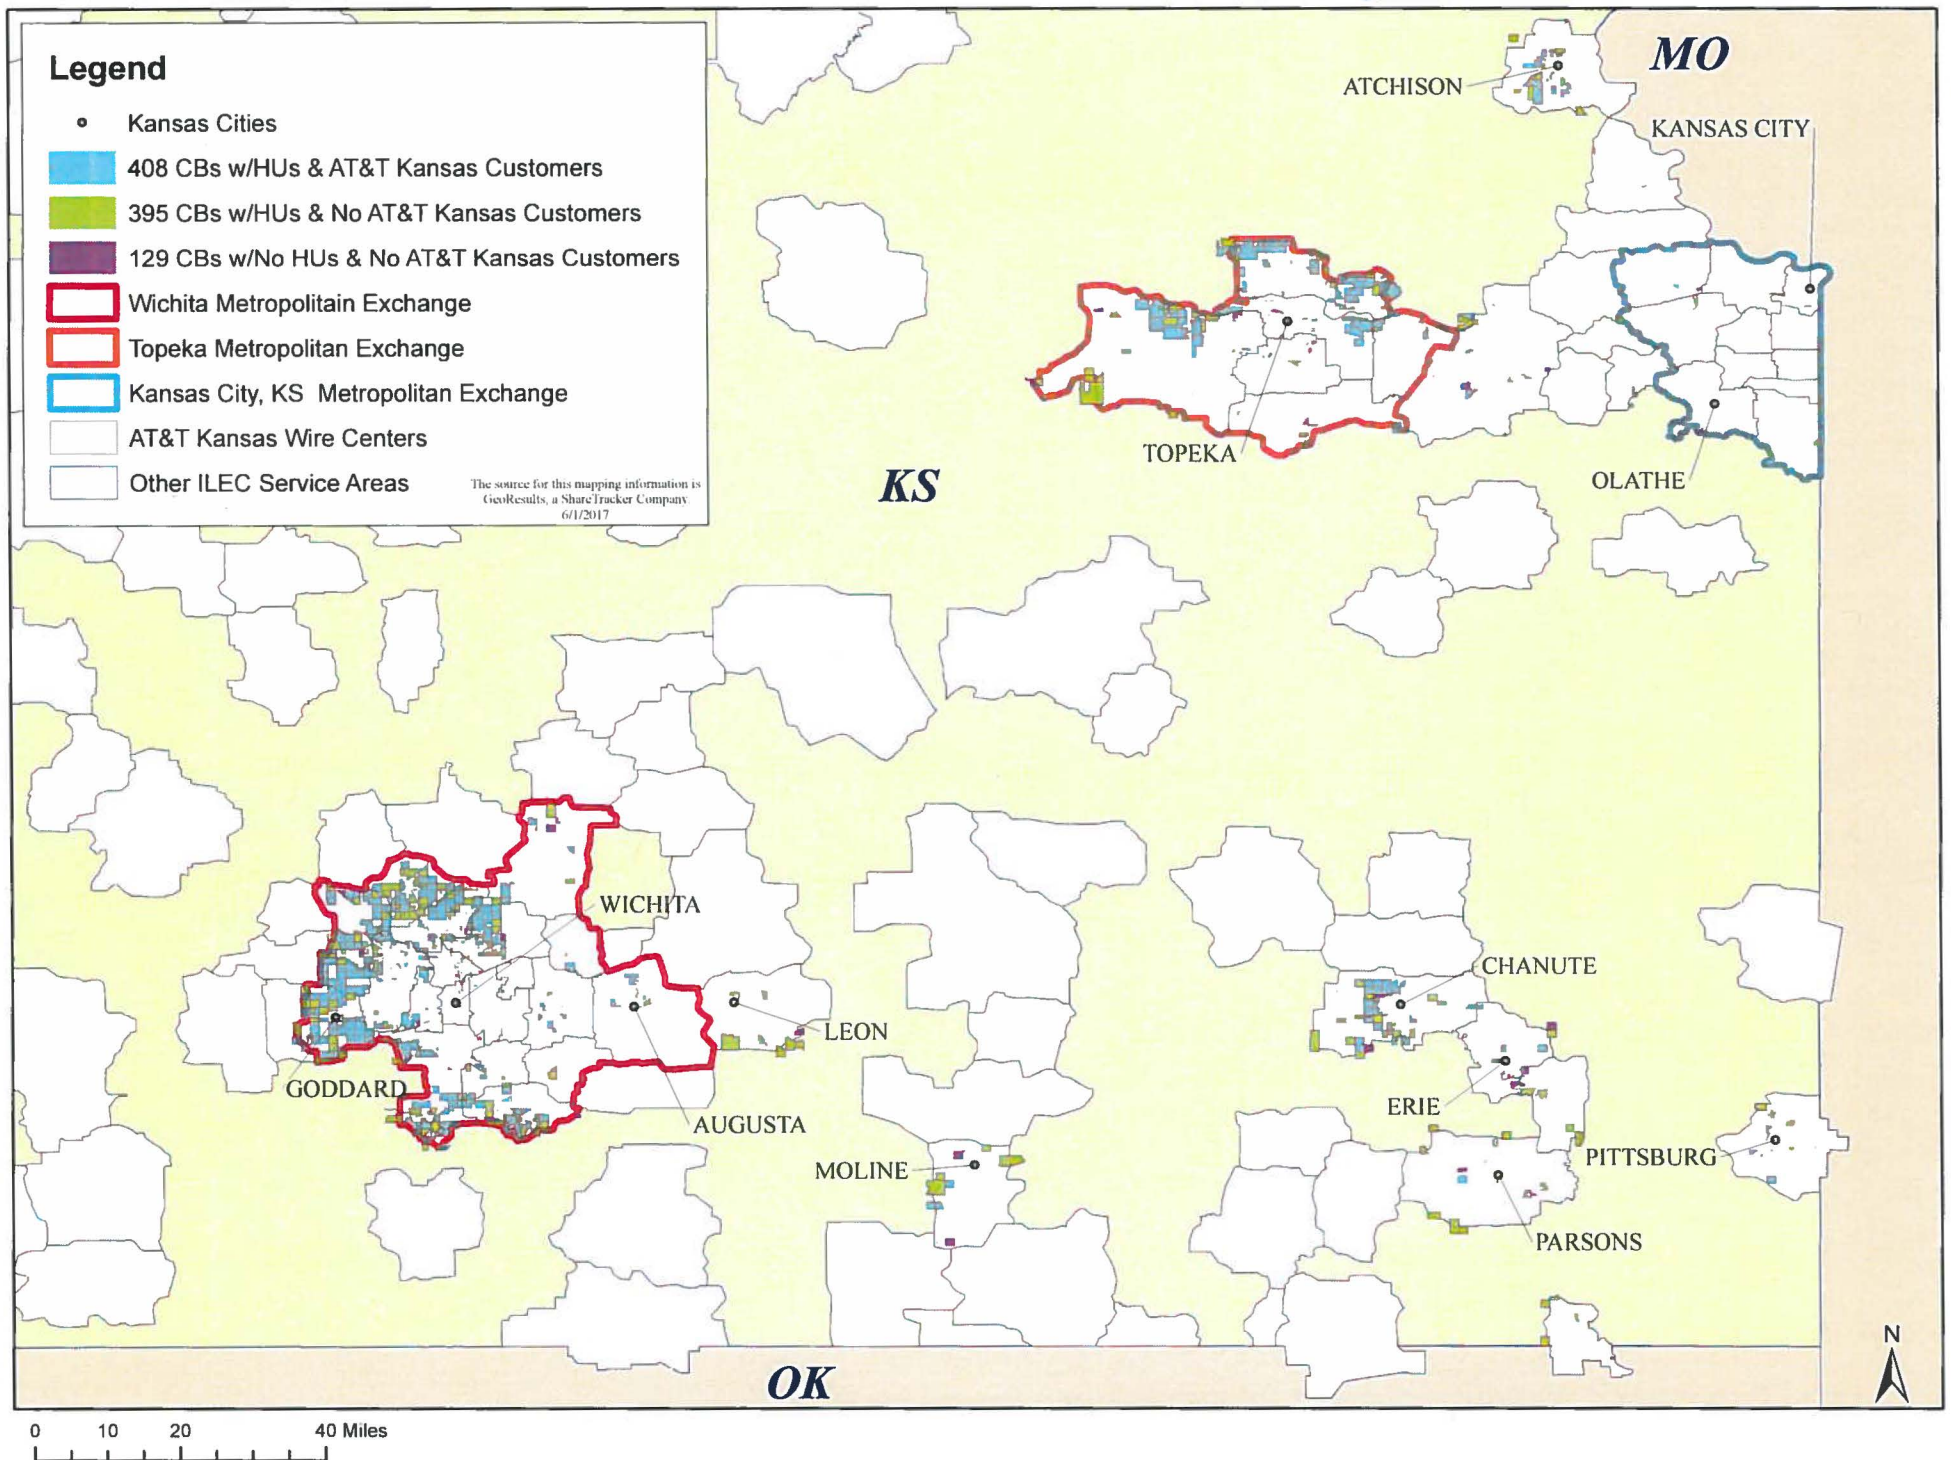 Legend
Kansas Cities
408 CBs w/HUs & AT&T Kansas Customers
395 CBs w/HUs & No AT&T Kansas Customers
129 CBs w/No HUs & No AT&T Kansas Customers
Wichita Metropolitain Exchange
Topeka Metropolitan Exchange
Kansas City, KS Metropolitan Exchange
AT&T Kansas Wire Centers
Other ILEC Service Areas
The source for this mapping information is
GeoResults, a ShareTracker Company
6/1/2017
MO
ATCHISON
KANSAS CITY
TOPEKA
KS
OLATHE
WICHITA
CHANUTE
LEON
GODDARD
ERIE
AUGUSTA
PITTSBURG
MOLINE
PARSONS
N
OK
0 10 20 40 Miles